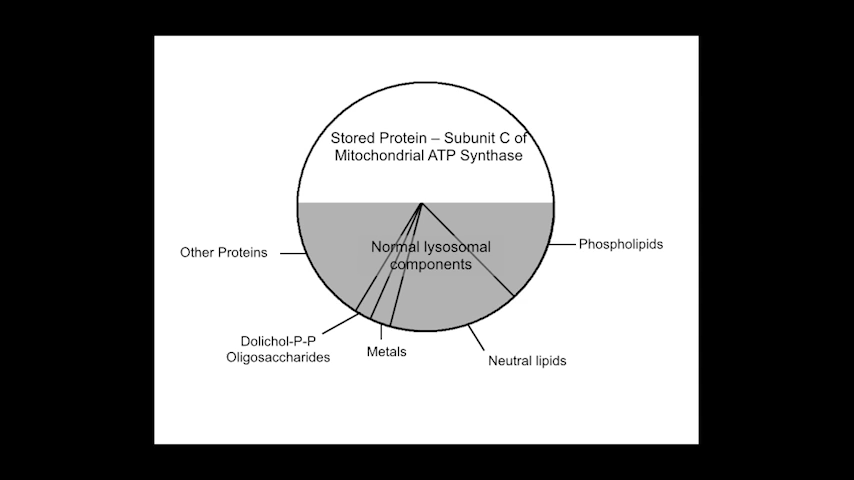 Stored Protein – Subunit C of
Mitochondrial ATP Synthase
Normal lysosomal
components
Phospholipids
Other Proteins
Dolichol-P-P
Oligosaccharides
Metals
Neutral lipids